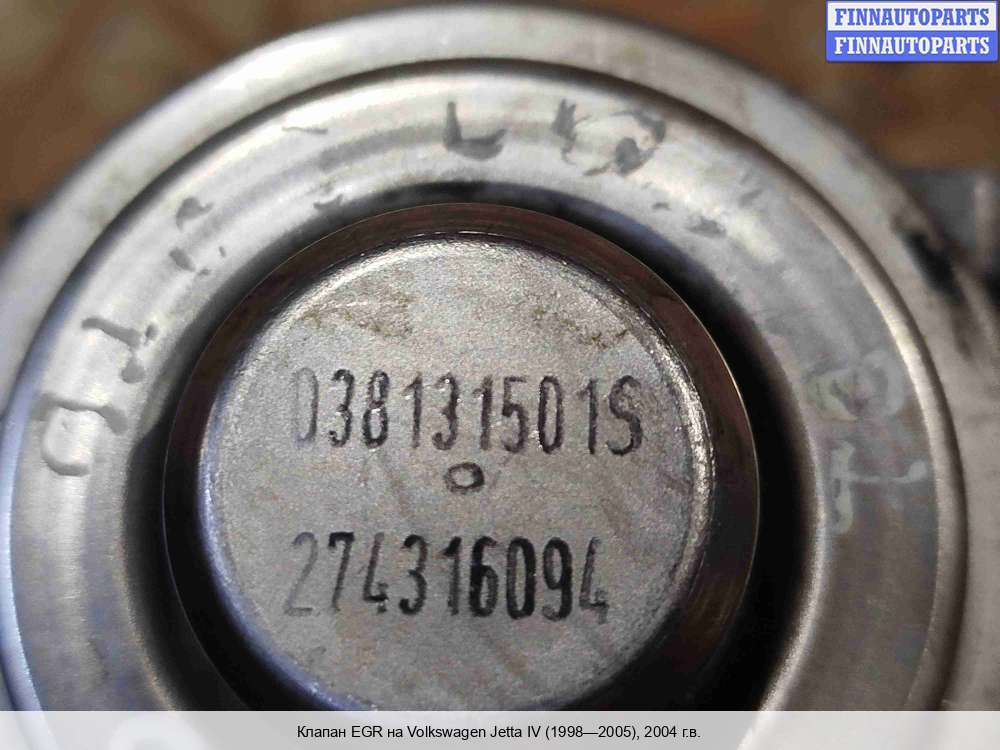 FINNAUTOPARTS
FINNAUTOPARTS
038131501S
274316094
Клапан EGR на Volkswagen Jetta IV (1998—2005), 2004 г.в.